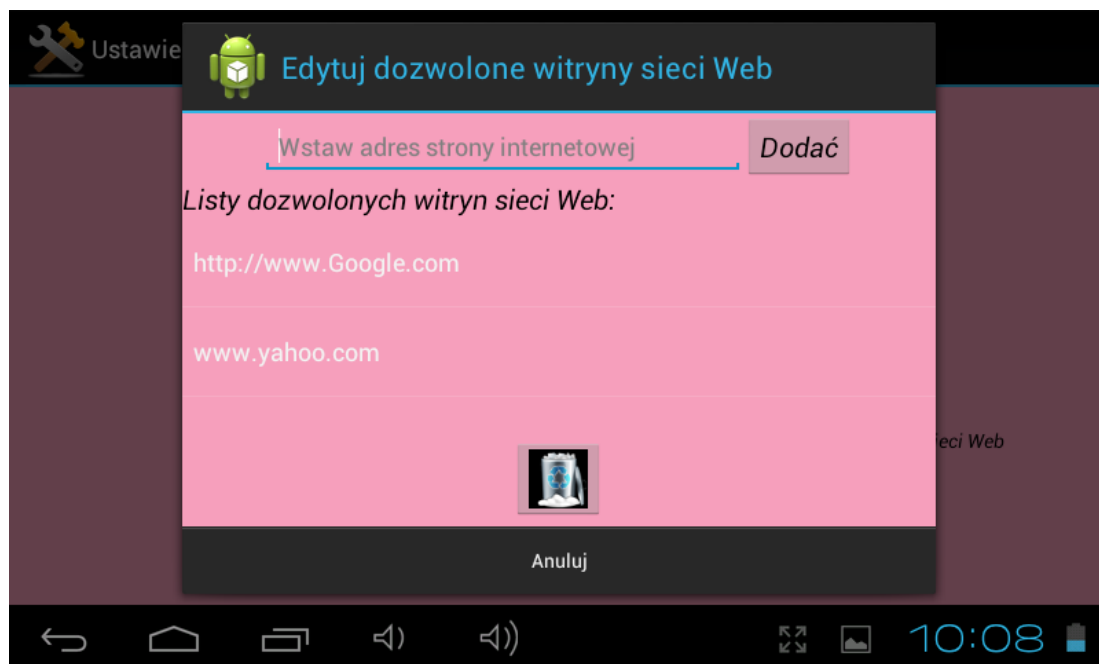 Ustawie
Edytuj dozwolone witryny sieci Web
Wstaw adres strony internetowej
Dodać
Listy dozwolonych witryn sieci Web:
http://www.Google.com
www.yahoo.com
ieci Web
Anuluj
10:08